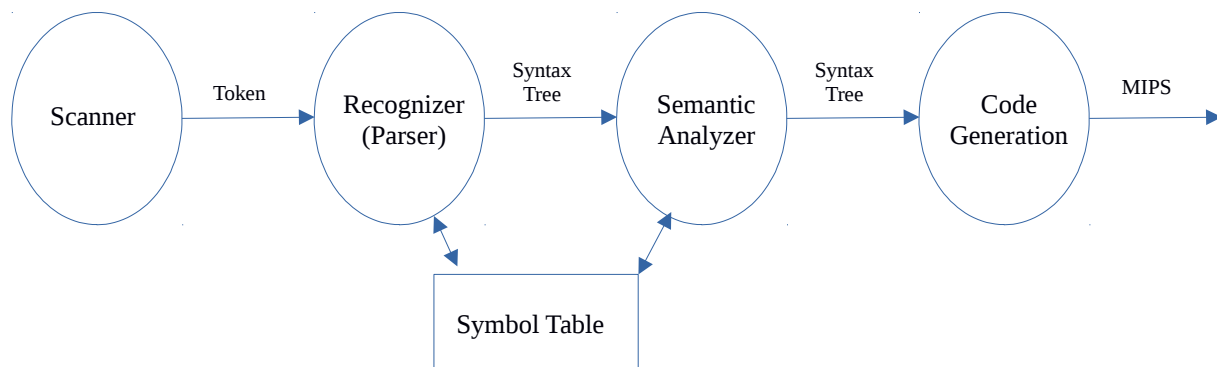 Scanner
Token
Recognizer
(Parser)
Syntax
Tree
Semantic
Analyzer
Syntax
Tree
Code
Generation
MIPS
Symbol Table